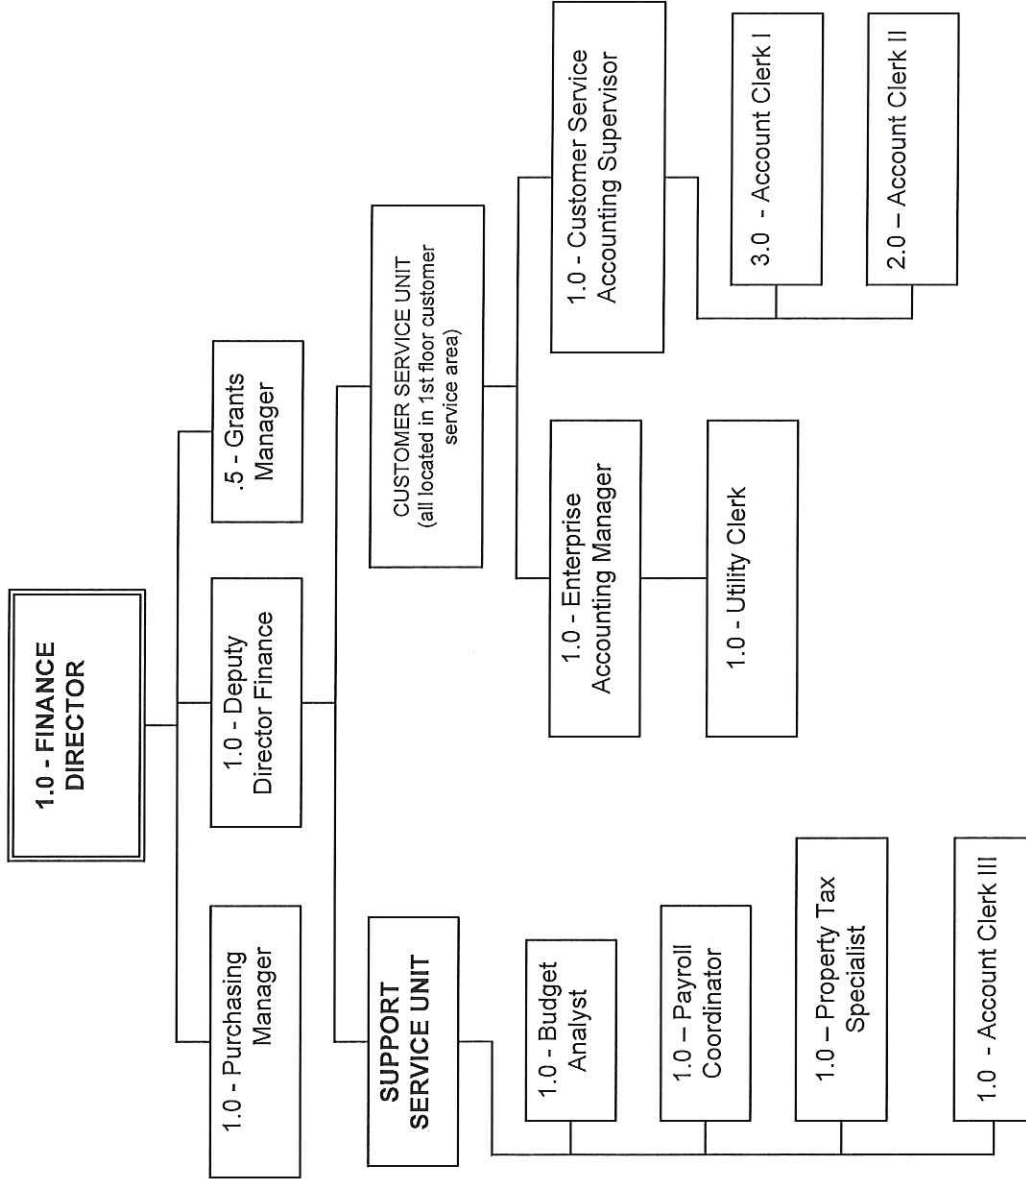 1.0 - FINANCE
DIRECTOR
1.0 - Purchasing
Manager
1.0 - Deputy
Director Finance
.5 - Grants
Manager
SUPPORT
SERVICE UNIT
CUSTOMER SERVICE UNIT
(all located in 1st floor customer
service area)
1.0 - Budget
Analyst
1.0 – Payroll
Coordinator
1.0 – Property Tax
Specialist
1.0 - Account Clerk III
1.0 - Enterprise
Accounting Manager
1.0 - Utility Clerk
1.0 - Customer Service
Accounting Supervisor
3.0 - Account Clerk I
2.0 – Account Clerk II